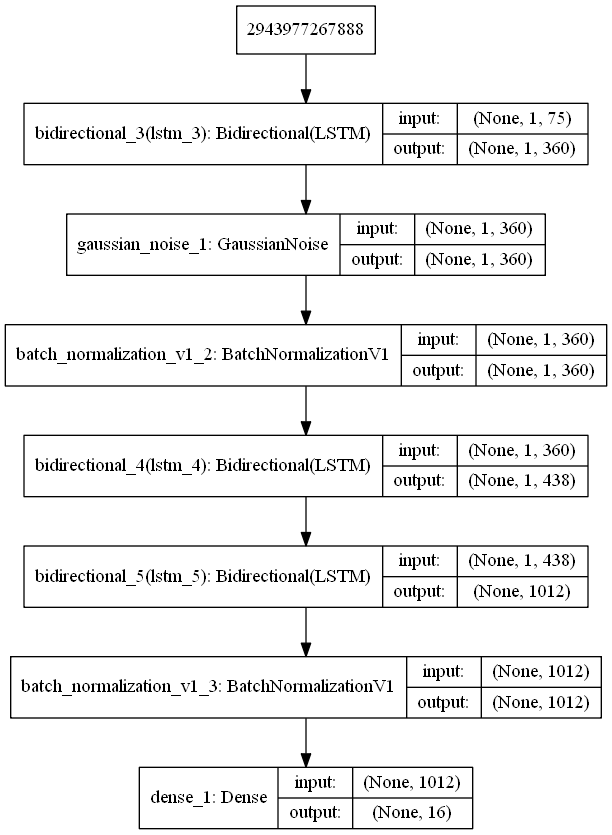 2943977267888
bidirectional_3(lstm_3): Bidirectional(LSTM)
input: (None, 1, 75)
output: (None, 1, 360)
gaussian_noise_1: GaussianNoise
input: (None, 1, 360)
output: (None, 1, 360)
batch_normalization_v1_2: BatchNormalizationV1
input: (None, 1, 360)
output: (None, 1, 360)
bidirectional_4(lstm_4): Bidirectional(LSTM)
input: (None, 1, 360)
output: (None, 1, 438)
bidirectional_5(lstm_5): Bidirectional(LSTM)
input: (None, 1, 438)
output: (None, 1012)
batch_normalization_v1_3: BatchNormalizationV1
input: (None, 1012)
output: (None, 1012)
dense_1: Dense
input: (None, 1012)
output: (None, 16)